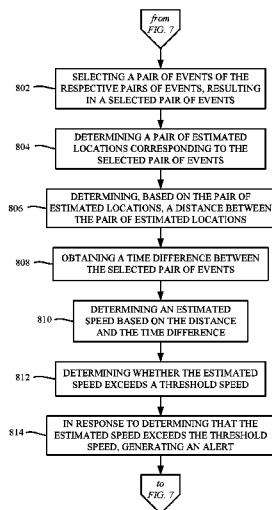 from
FIG. 7
802
SELECTING A PAIR OF EVENTS OF THE
RESPECTIVE PAIRS OF EVENTS, RESULTING
IN A SELECTED PAIR OF EVENTS
804
DETERMINING A PAIR OF ESTIMATED
LOCATIONS CORRESPONDING TO THE
SELECTED PAIR OF EVENTS
806
DETERMINING, BASED ON THE PAIR OF
ESTIMATED LOCATIONS, A DISTANCE BETWEEN
THE PAIR OF ESTIMATED LOCATIONS
808
OBTAINING A TIME DIFFERENCE BETWEEN
THE SELECTED PAIR OF EVENTS
810
DETERMINING AN ESTIMATED
SPEED BASED ON THE DISTANCE
AND THE TIME DIFFERENCE
812
DETERMINING WHETHER THE ESTIMATED
SPEED EXCEEDS A THRESHOLD SPEED
814
IN RESPONSE TO DETERMINING THAT THE
ESTIMATED SPEED EXCEEDS THE THRESHOLD
SPEED, GENERATING AN ALERT
to
FIG. 7